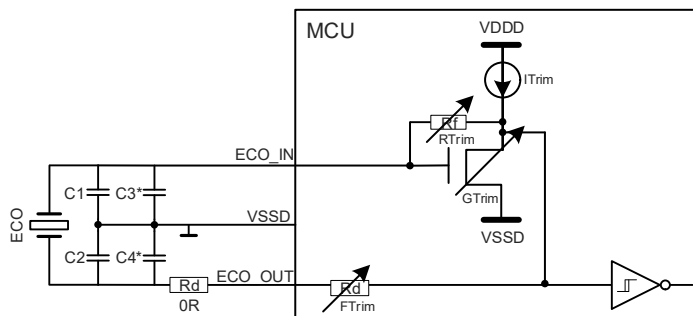 MCU
VDDD
ITrim
Rf
RTrim
ECO_IN
C1
C3*
GTrim
ECO
VSSD
VSSD
C2
C4*
ECO_OUT
Rd
0R
Rd
FTrim